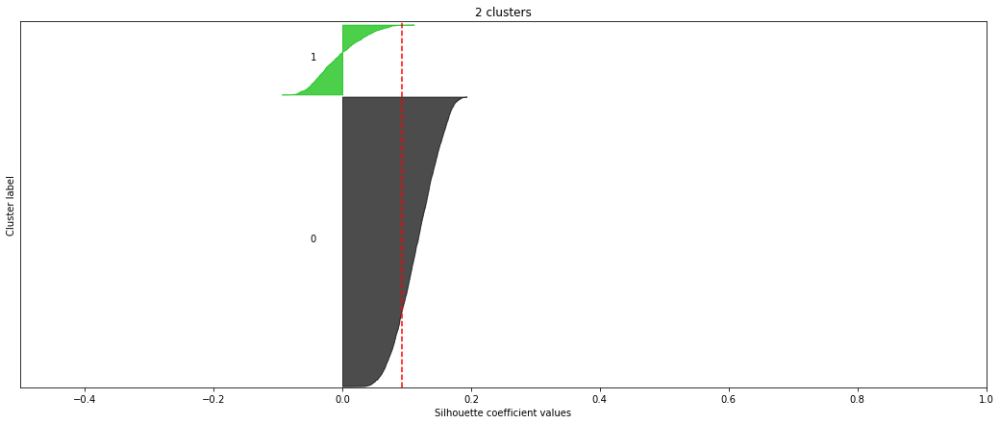 2 clusters
1
0
Cluster label
−0.4 −0.2 0.0 0.2 0.4 0.6 0.8 1.0
Silhouette coefficient values